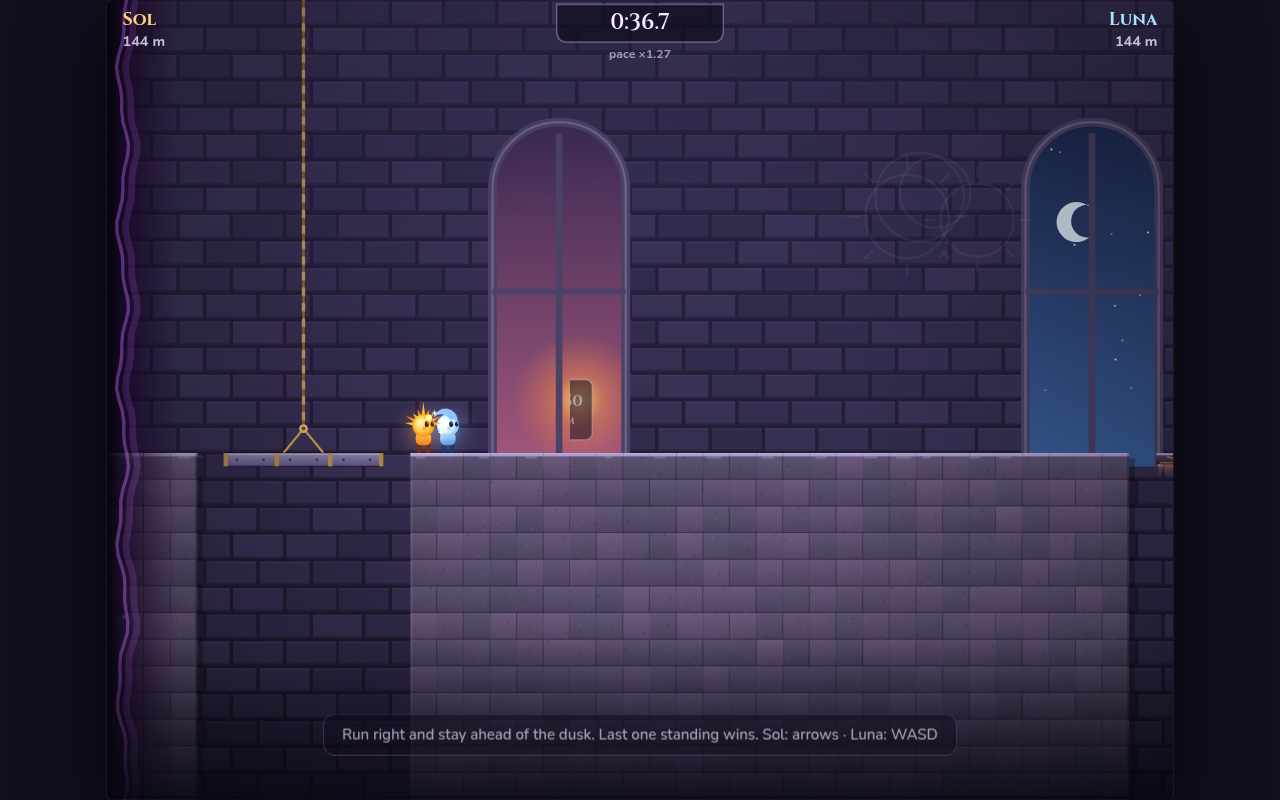 Sol
144 m
0:36.7
pace ×1.27
Luna
144 m
Run right and stay ahead of the dusk. Last one standing wins. Sol: arrows · Luna: WASD